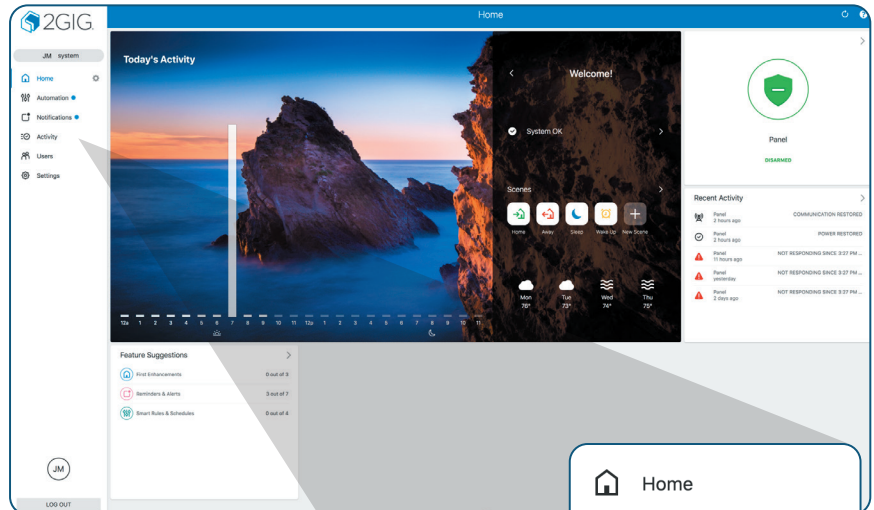 2GIG
Home
JM system
Home
Automation
Notifications
Activity
Users
Settings
JM
LOG OUT
Today's Activity
12a 1 2 3 4 5 6 7 8 9 10 11 12p 1 2 3 4 5 6 7 8 9 10 11
Welcome!
System OK
Scenes
Home Away Sleep Wake Up New Scene
Mon Tue Wed Thu
78° 73° 74° 75°
Panel
DISARMED
Recent Activity
Panel COMMUNICATION RESTORED
2 hours ago
Panel POWER RESTORED
2 hours ago
Panel NOT RESPONDING SINCE 3:27 PM ...
11 hours ago
Panel NOT RESPONDING SINCE 3:27 PM ...
yesterday
Panel NOT RESPONDING SINCE 3:27 PM ...
2 days ago
Feature Suggestions
First Enhancements 0 out of 3
Reminders & Alerts 3 out of 7
Smart Rules & Schedules 0 out of 4
Home